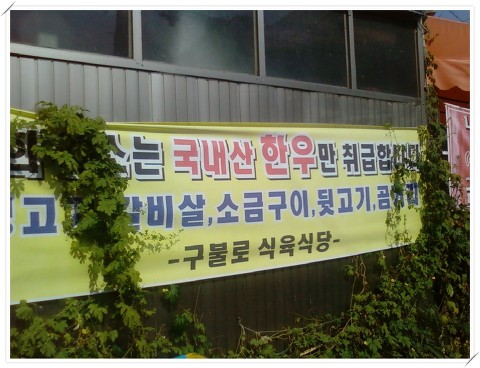 는 국내산 한우만 취급합
갈비살,소금구이,뒷고기,곰
-구불로 식육식당-